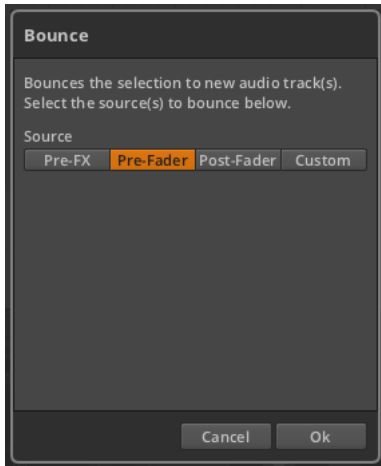 Bounce
Bounces the selection to new audio track(s).
Select the source(s) to bounce below.
Source
Pre-FX Pre-Fader Post-Fader Custom
Cancel Ok